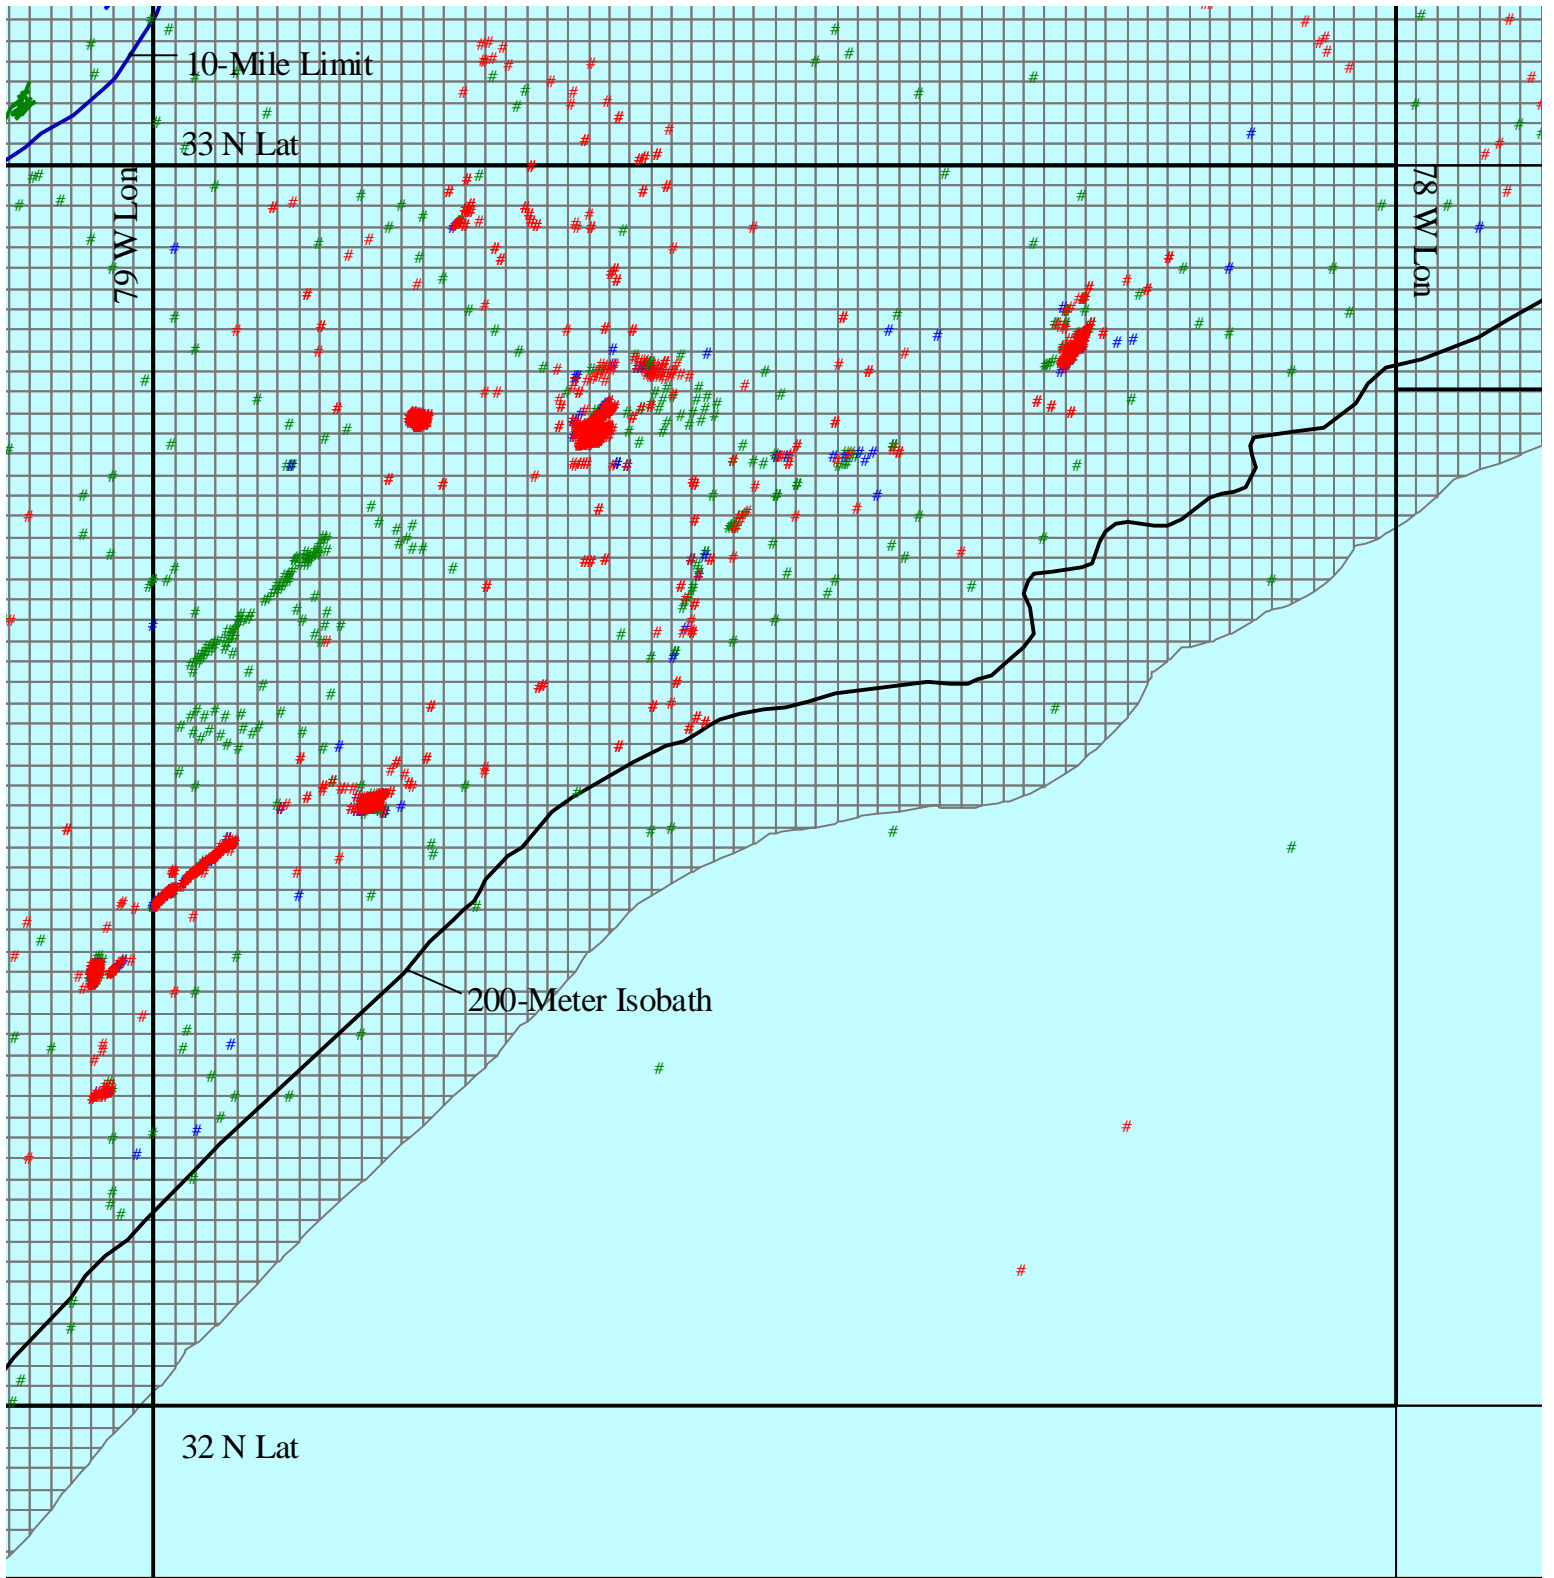 10-Mile Limit
33 N Lat
79 W Lon
78 W Lon
200-Meter Isobath
32 N Lat